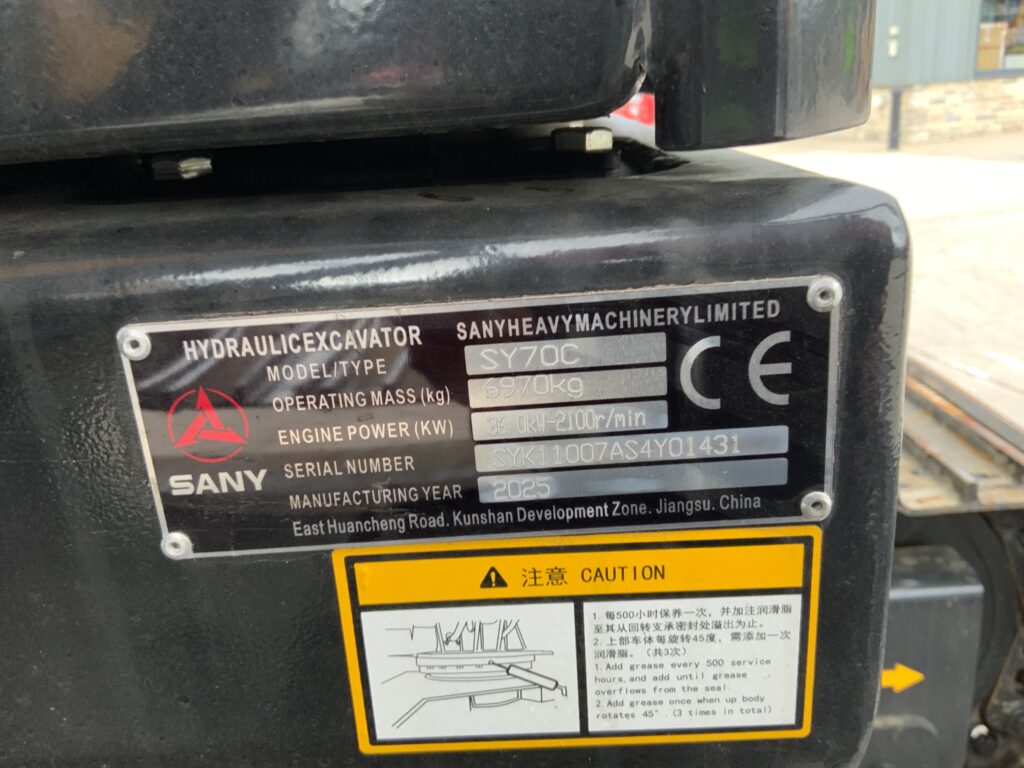 HYDRAULICEXCAVATOR SANYHEAVYMACHINERYLIMITED
MODEL/TYPE SY70C
OPERATING MASS (kg) 6970kg
ENGINE POWER (KW) 36.0kW-2100r/min
SERIAL NUMBER SYK11007AS4Y01431
MANUFACTURING YEAR 2025
East Huancheng Road. Kunshan Development Zone. Jiangsu. China
SANY
CE
注意 CAUTION
1. 每500小时保养一次，并加注润滑脂
至其从回转支承密封处溢出为止。
2. 上部车体每旋转45度，需添加一次
润滑脂。（共3次）
1. Add grease every 500 service
hours, and add until grease
overflows from the seal.
2. Add grease once when up body
rotates 45°. (3 times in total)